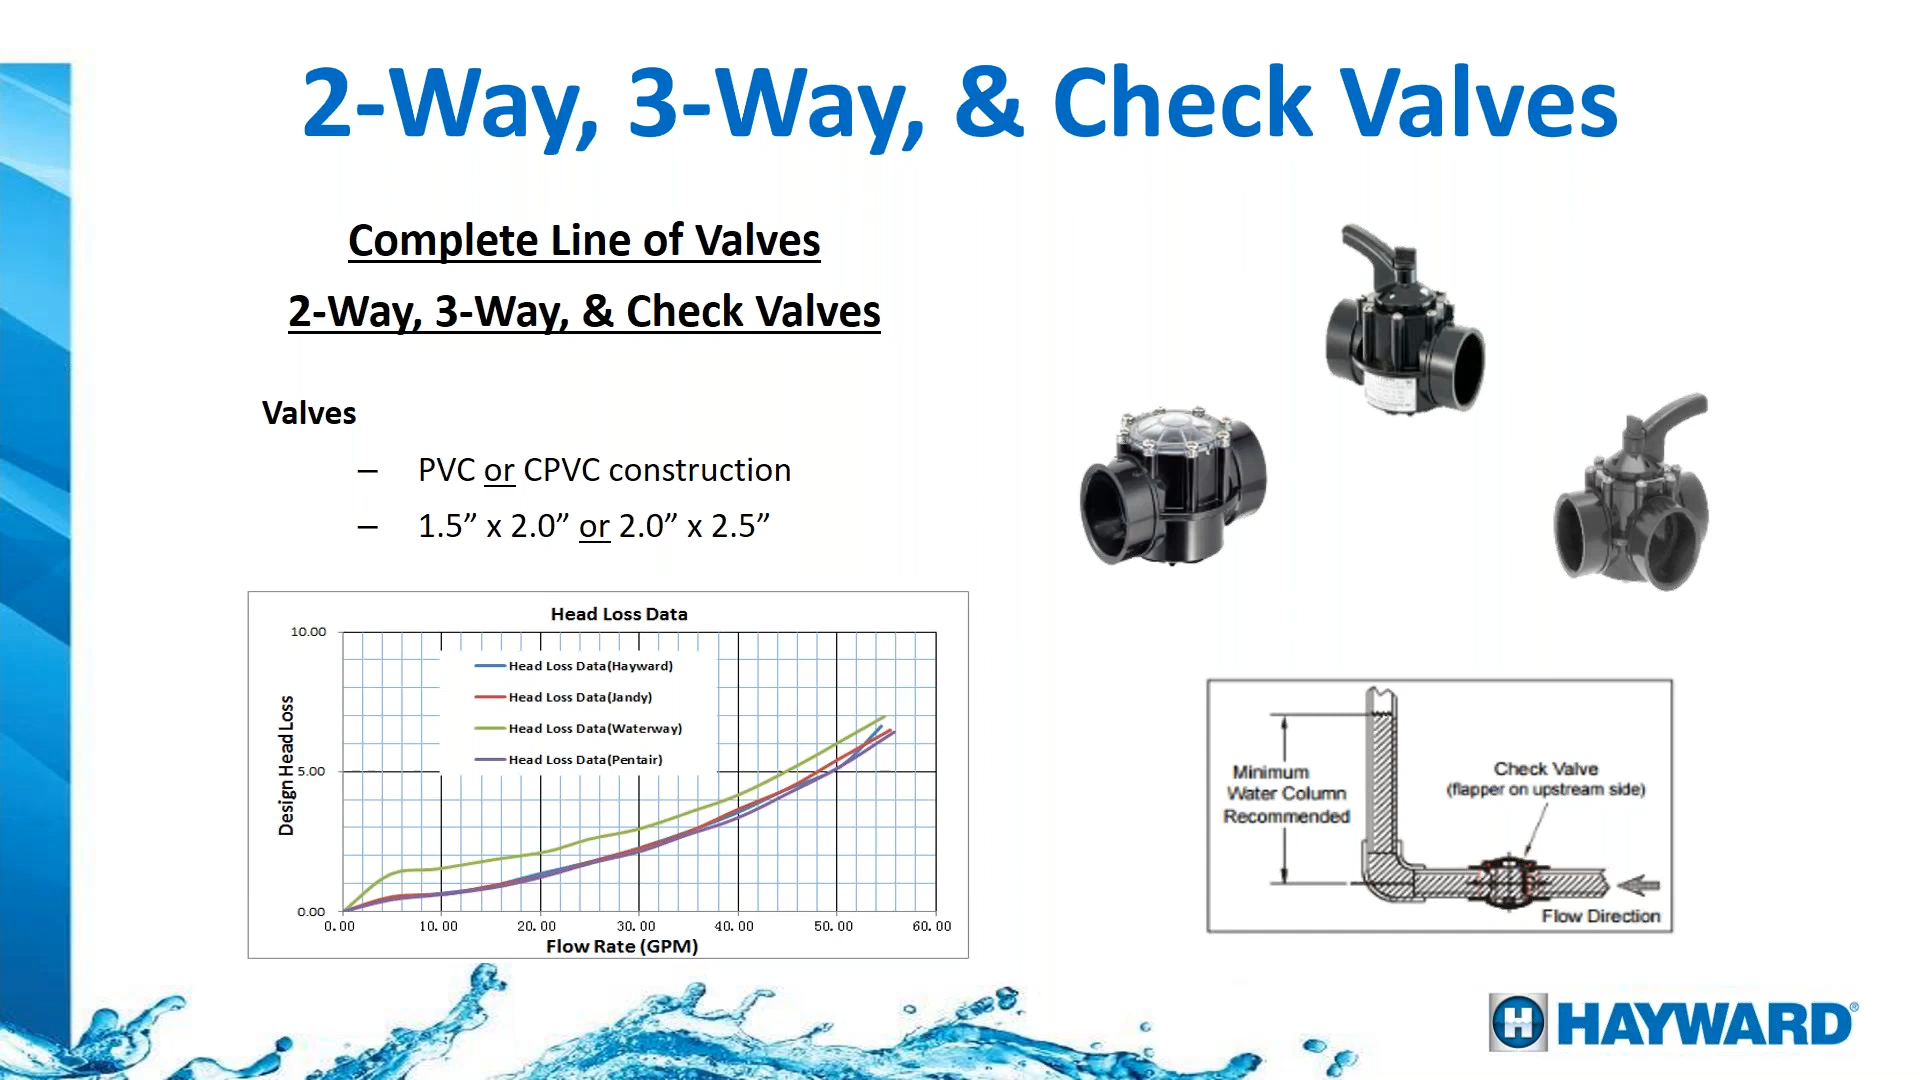 2-Way, 3-Way, & Check Valves
Complete Line of Valves
2-Way, 3-Way, & Check Valves
Valves
– PVC or CPVC construction
– 1.5” x 2.0” or 2.0” x 2.5”
Head Loss Data
10.00
5.00
0.00
Design Head Loss
Head Loss Data(Hayward)
Head Loss Data(Jandy)
Head Loss Data(Waterway)
Head Loss Data(Pentair)
0.00 10.00 20.00 30.00 40.00 50.00 60.00
Flow Rate (GPM)
Minimum
Water Column
Recommended
Check Valve
(flapper on upstream side)
Flow Direction
H HAYWARD®